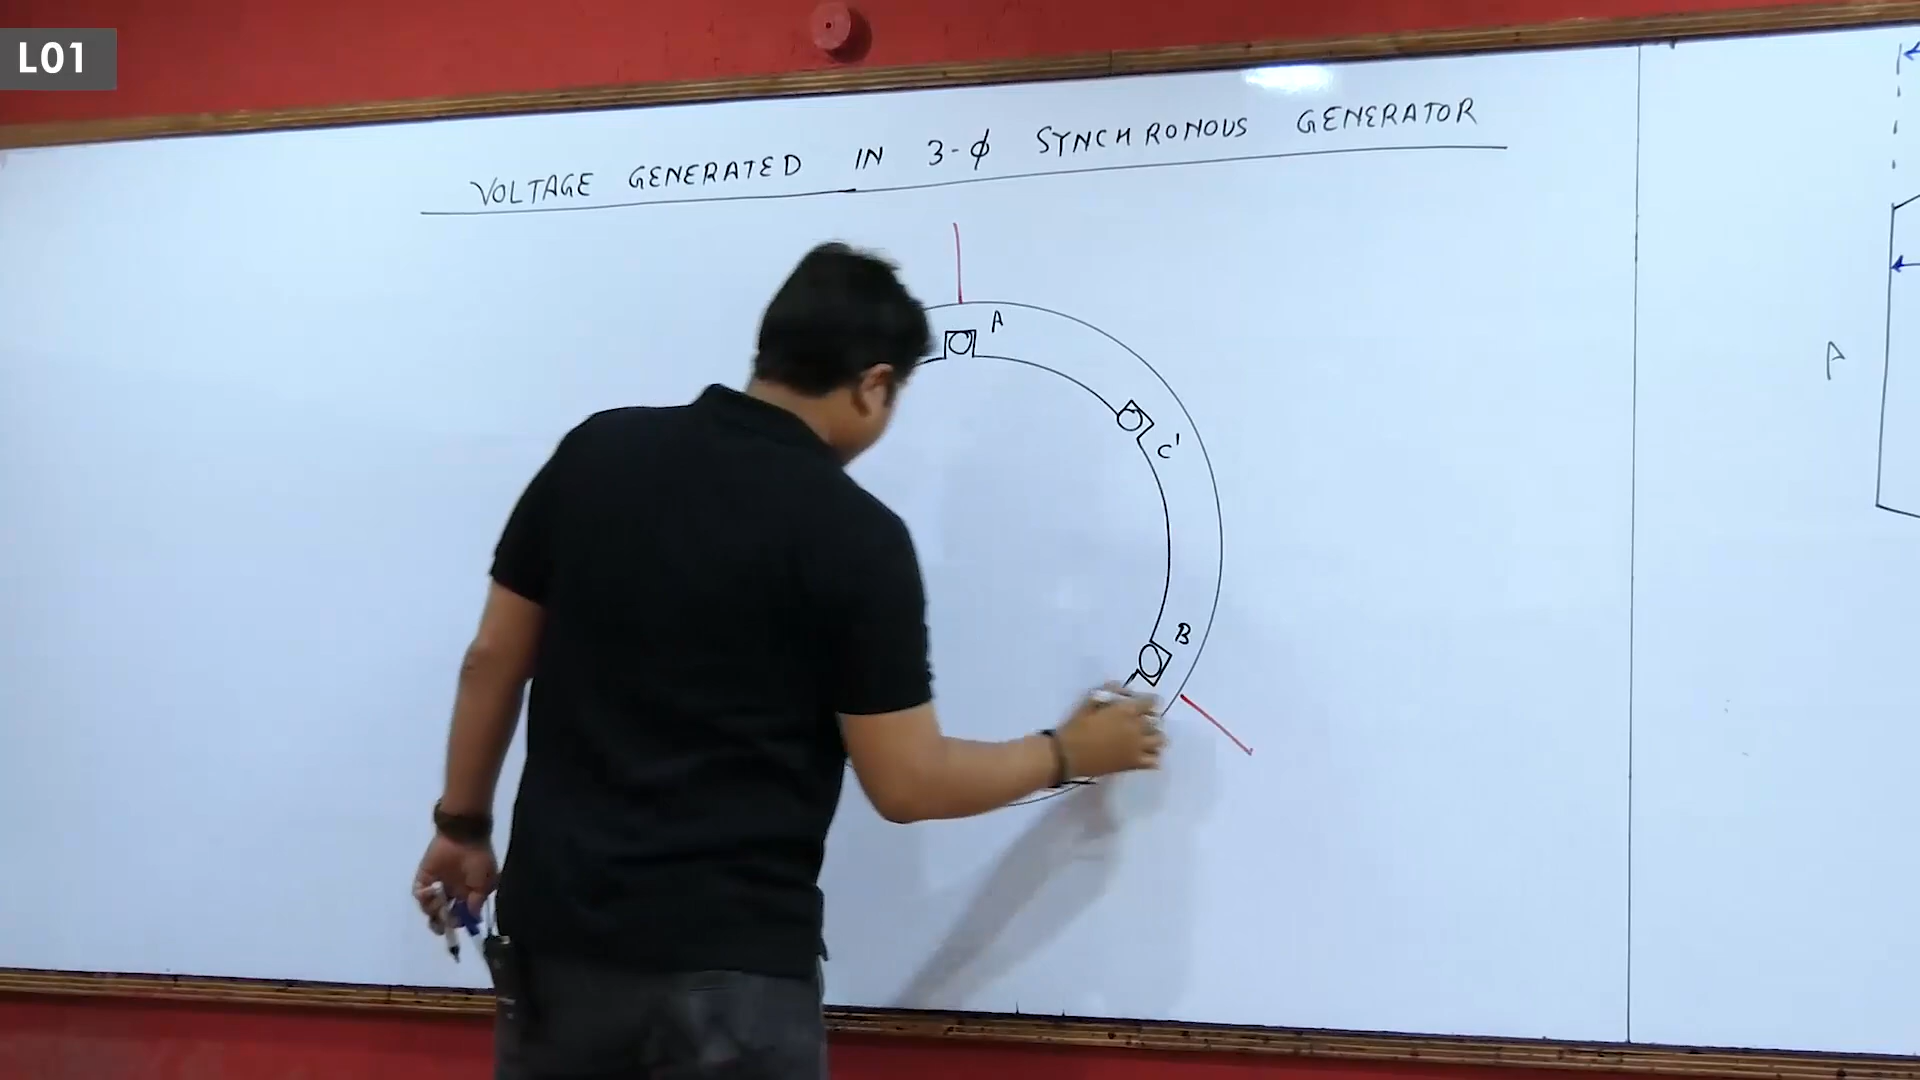 L01
VOLTAGE GENERATED IN 3-ϕ SYNCHRONOUS GENERATOR
A
C'
B
A